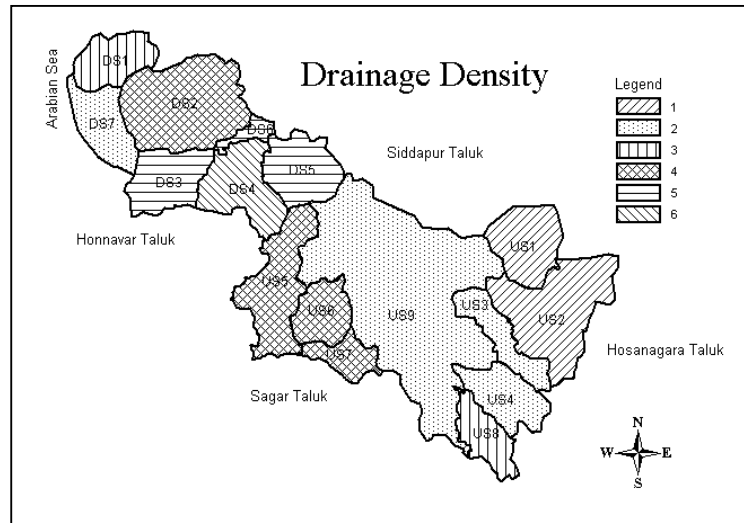 Drainage Density
Arabian Sea
Legend
1
2
3
4
5
6
DS1
DS2
DS7
DS6
DS5
DS3
DS4
Siddapur Taluk
Honnavar Taluk
US1
US5
US3
US2
US6
US9
US7
Hosanagara Taluk
Sagar Taluk
US4
US8
N
W
E
S